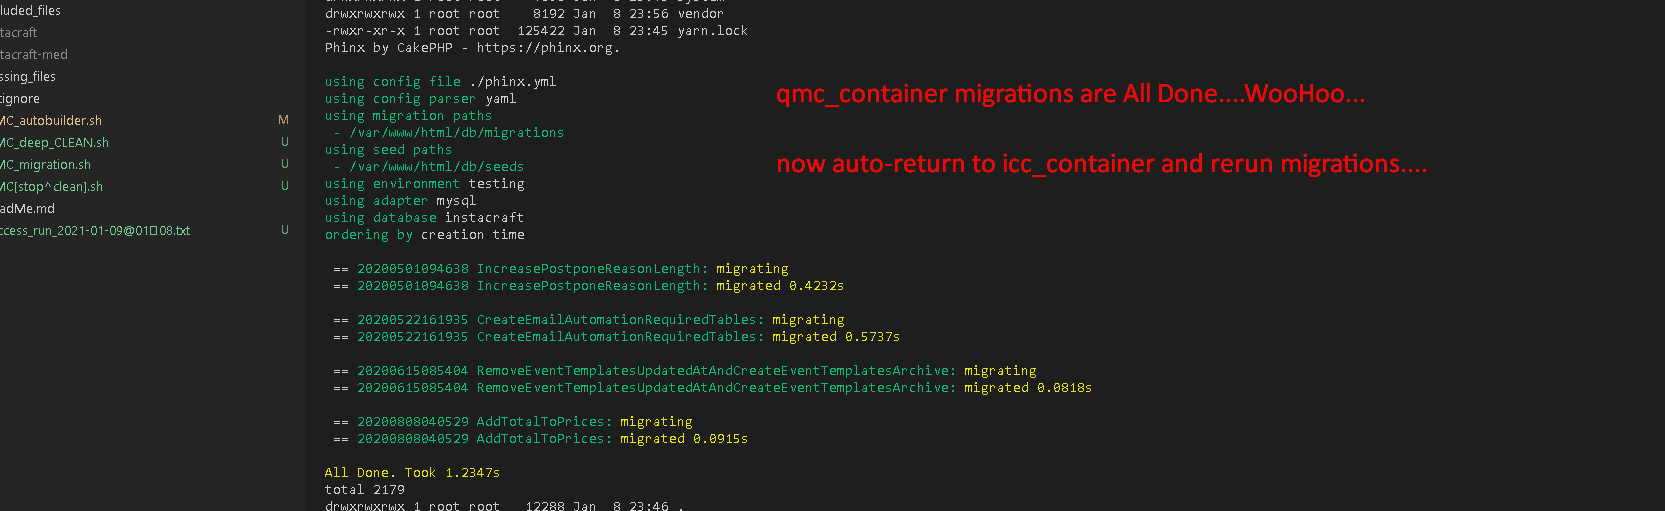 luded_files
tacraft
tacraft-med
ssing_files
tignore
MC_autobuilder.sh M
MC_deep_CLEAN.sh U
MC_migration.sh U
MC[stop^clean].sh U
adMe.md
ccess_run_2021-01-09@01□08.txt U
drwxrwxrwx 1 root root 8192 Jan 8 23:56 vendor
-rwxr-xr-x 1 root root 125422 Jan 8 23:45 yarn.lock
Phinx by CakePHP - https://phinx.org.
using config file ./phinx.yml
using config parser yaml
using migration paths
- /var/www/html/db/migrations
using seed paths
- /var/www/html/db/seeds
using environment testing
using adapter mysql
using database instacraft
ordering by creation time
== 20200501094638 IncreasePostponeReasonLength: migrating
== 20200501094638 IncreasePostponeReasonLength: migrated 0.4232s
== 20200522161935 CreateEmailAutomationRequiredTables: migrating
== 20200522161935 CreateEmailAutomationRequiredTables: migrated 0.5737s
== 20200615085404 RemoveEventTemplatesUpdatedAtAndCreateEventTemplatesArchive: migrating
== 20200615085404 RemoveEventTemplatesUpdatedAtAndCreateEventTemplatesArchive: migrated 0.0818s
== 20200808040529 AddTotalToPrices: migrating
== 20200808040529 AddTotalToPrices: migrated 0.0915s
All Done. Took 1.2347s
total 2179
drwxrwxrwx 1 root root 12288 Jan 8 23:46 .
qmc_container migrations are All Done....WooHoo...
now auto-return to icc_container and rerun migrations....